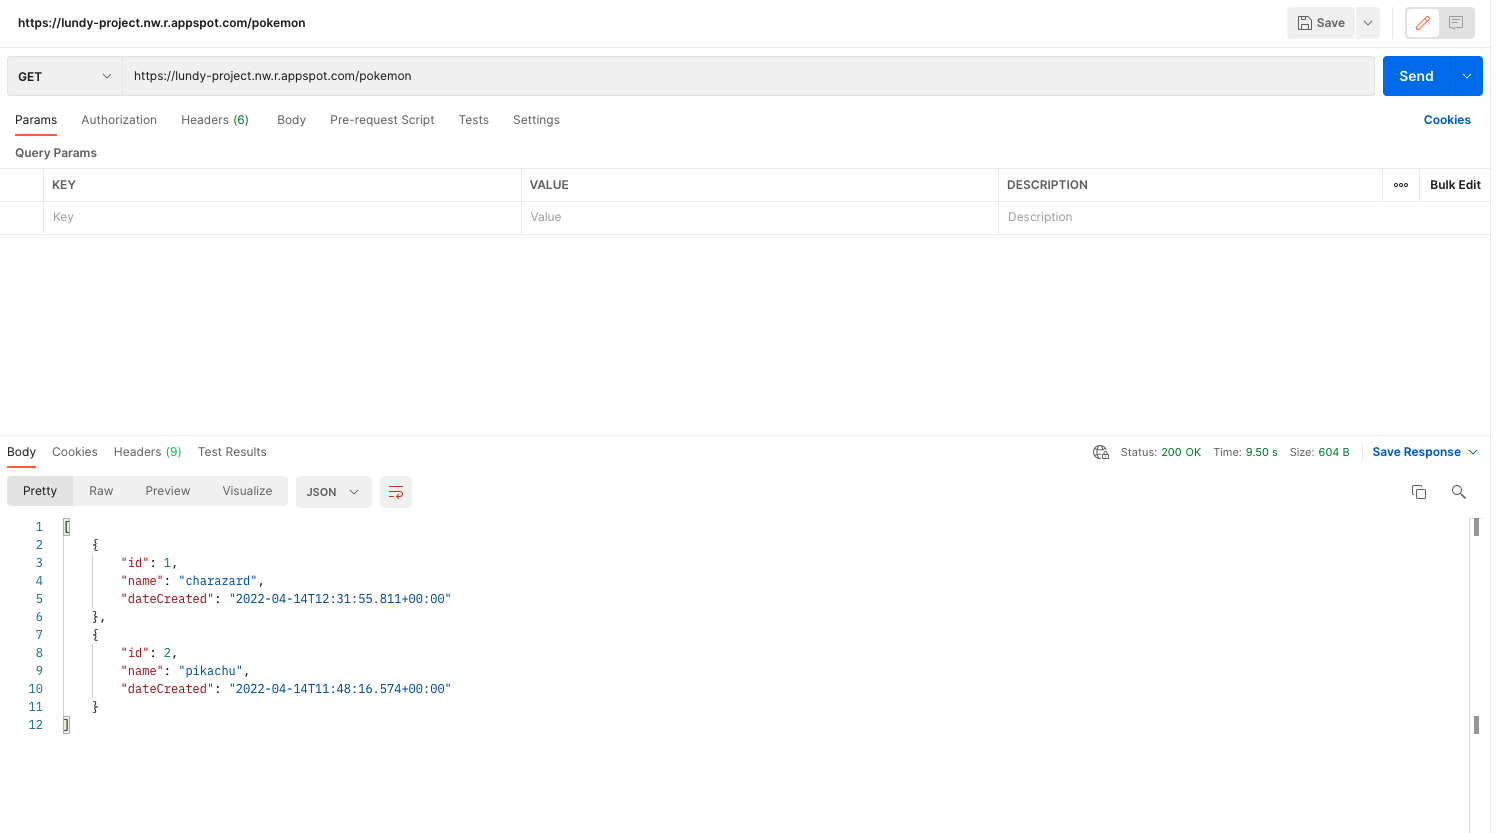 https://lundy-project.nw.r.appspot.com/pokemon
Save
GET
https://lundy-project.nw.r.appspot.com/pokemon
Send
Params Authorization Headers (6) Body Pre-request Script Tests Settings Cookies
Query Params
KEY VALUE DESCRIPTION ooo Bulk Edit
Key Value Description
Body Cookies Headers (9) Test Results Status: 200 OK Time: 9.50 s Size: 604 B Save Response
Pretty Raw Preview Visualize JSON
1 [
2 {
3 "id": 1,
4 "name": "charazard",
5 "dateCreated": "2022-04-14T12:31:55.811+00:00"
6 },
7 {
8 "id": 2,
9 "name": "pikachu",
10 "dateCreated": "2022-04-14T11:48:16.574+00:00"
11 }
12 ]